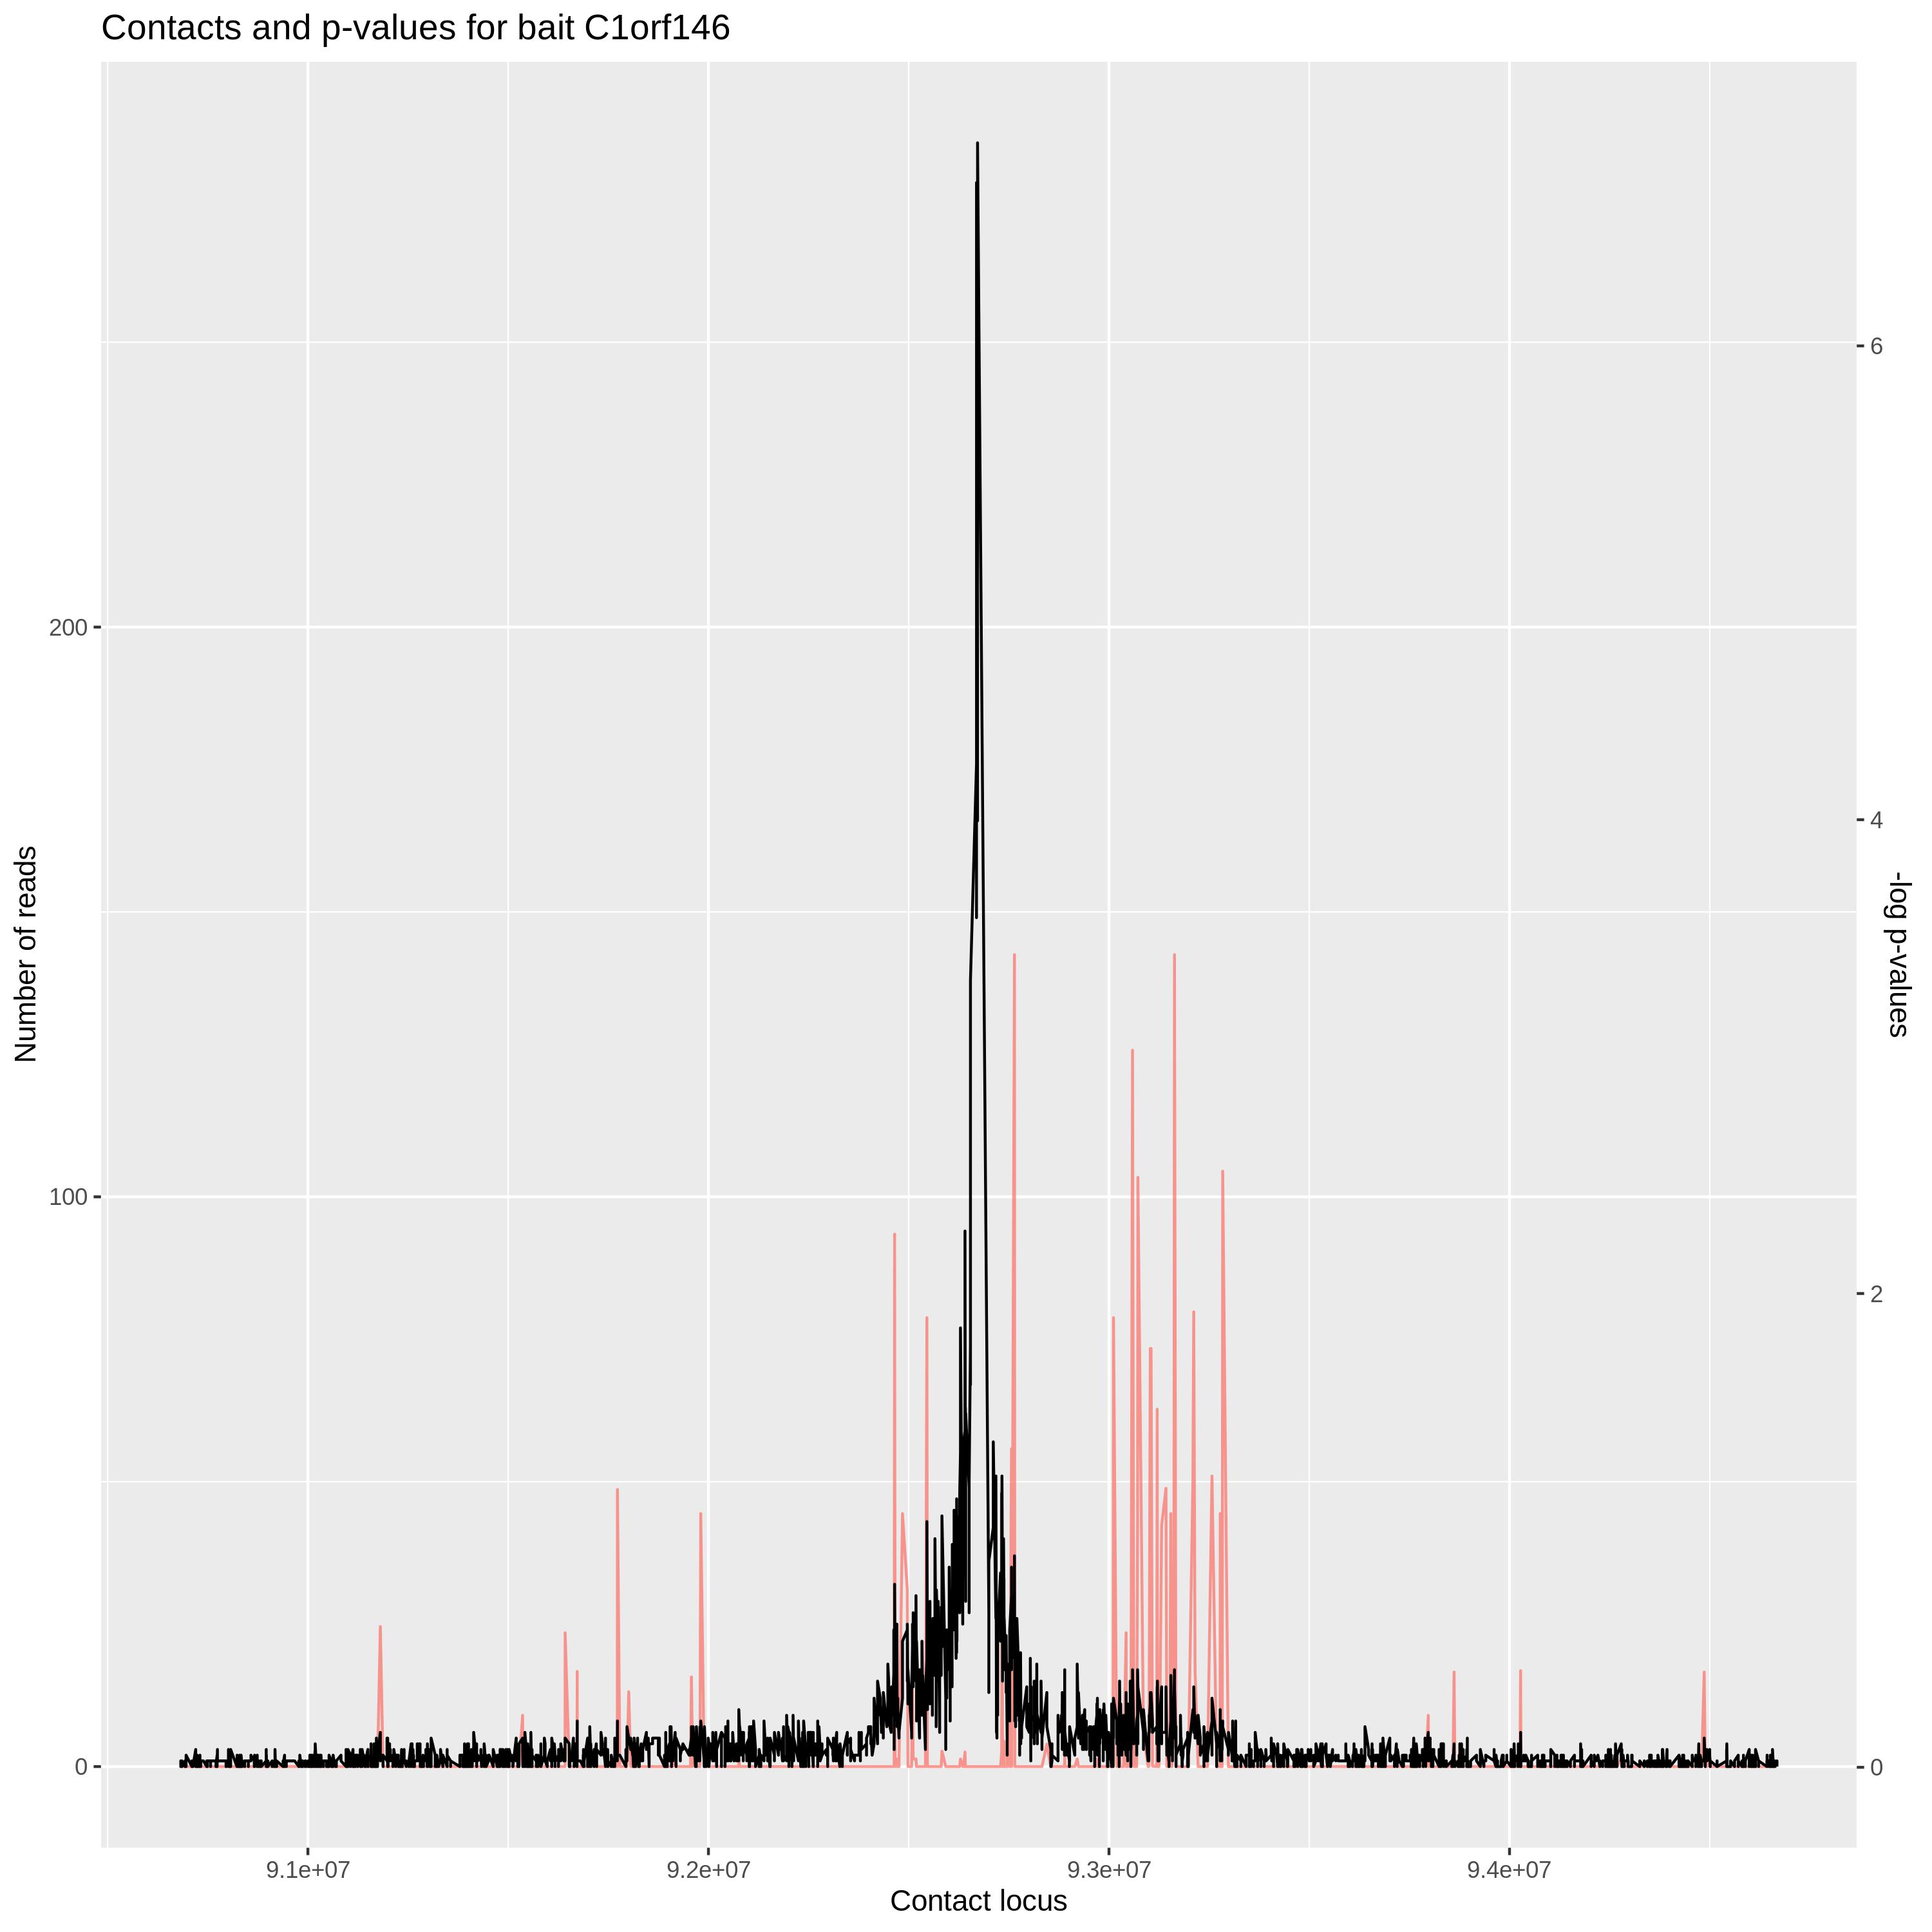 Contacts and p-values for bait C1orf146
Number of reads
200
100
0
6
4
2
0
-log p-values
9.1e+07
9.2e+07
9.3e+07
9.4e+07
Contact locus